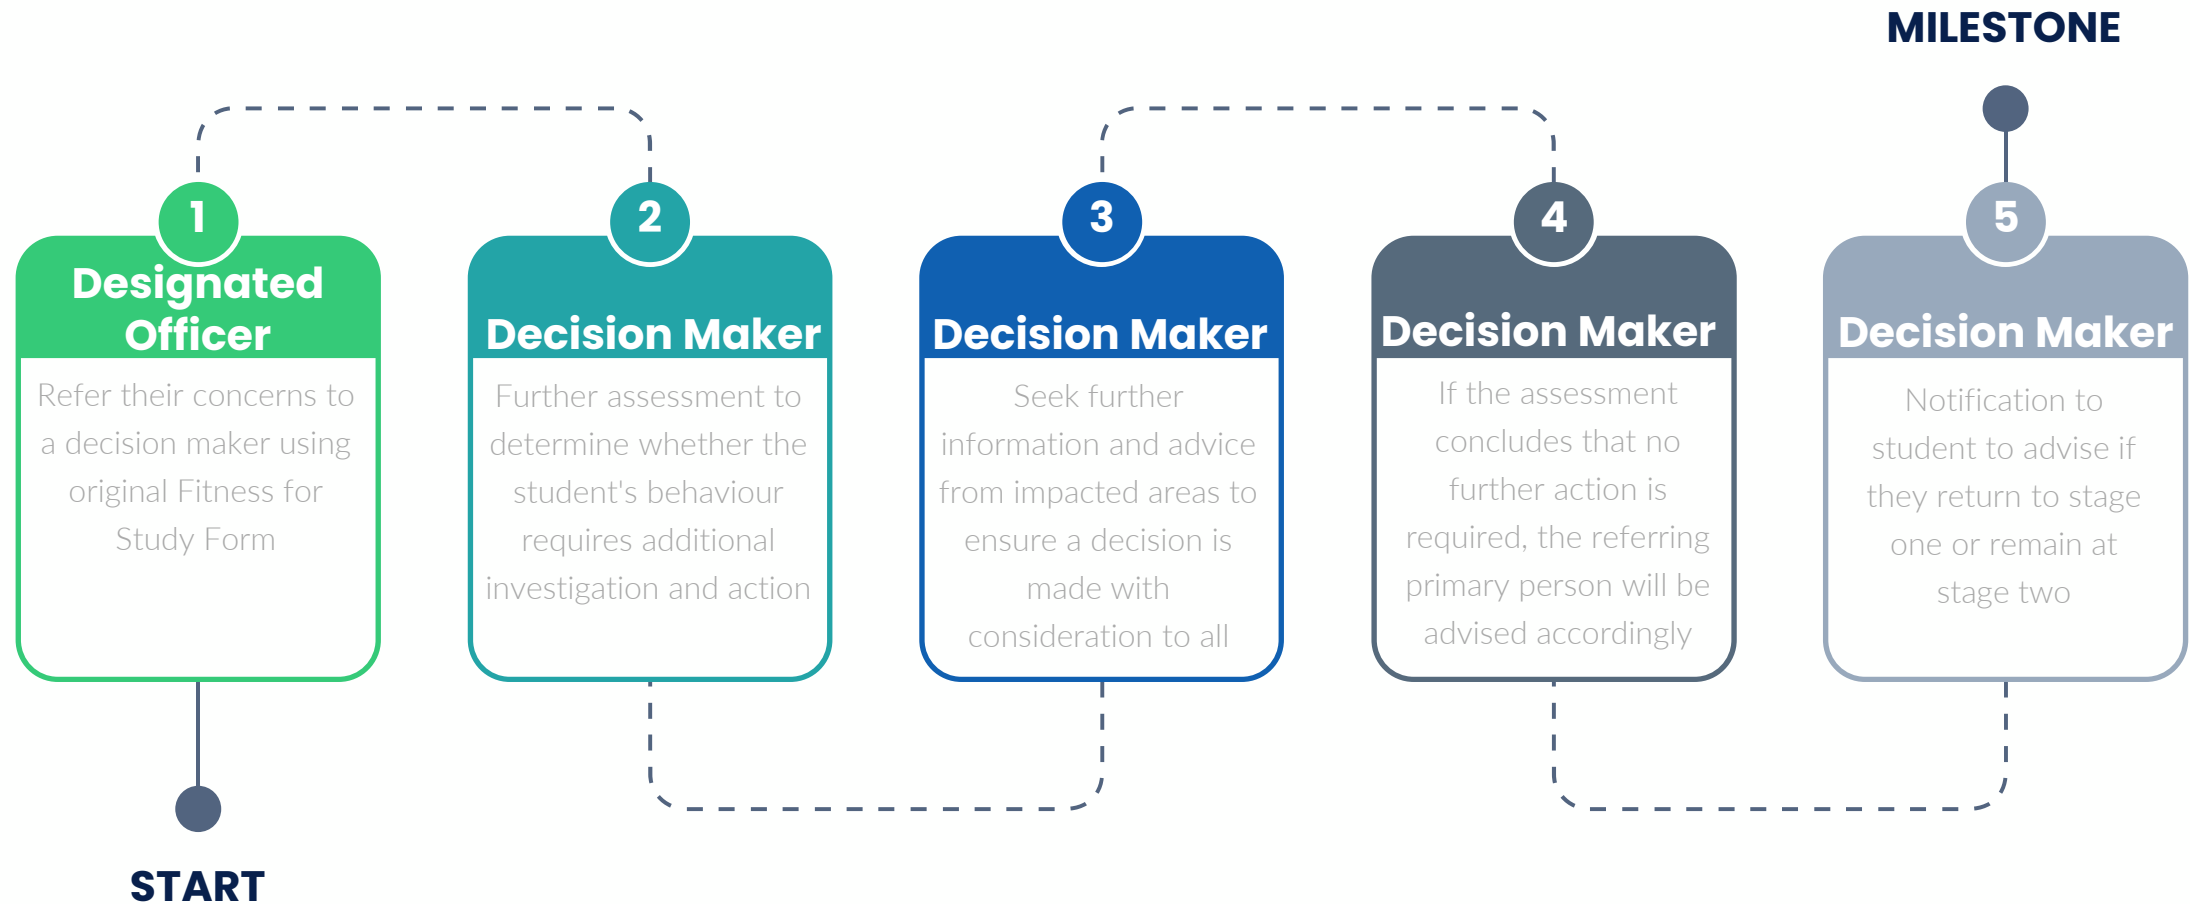 MILESTONE
1
Designated
Officer
Refer their concerns to
a decision maker using
original Fitness for
Study Form
START
2
Decision Maker
Further assessment to
determine whether the
student's behaviour
requires additional
investigation and action
3
Decision Maker
Seek further
information and advice
from impacted areas to
ensure a decision is
made with
consideration to all
4
Decision Maker
If the assessment
concludes that no
further action is
required, the referring
primary person will be
advised accordingly
5
Decision Maker
Notification to
student to advise if
they return to stage
one or remain at
stage two